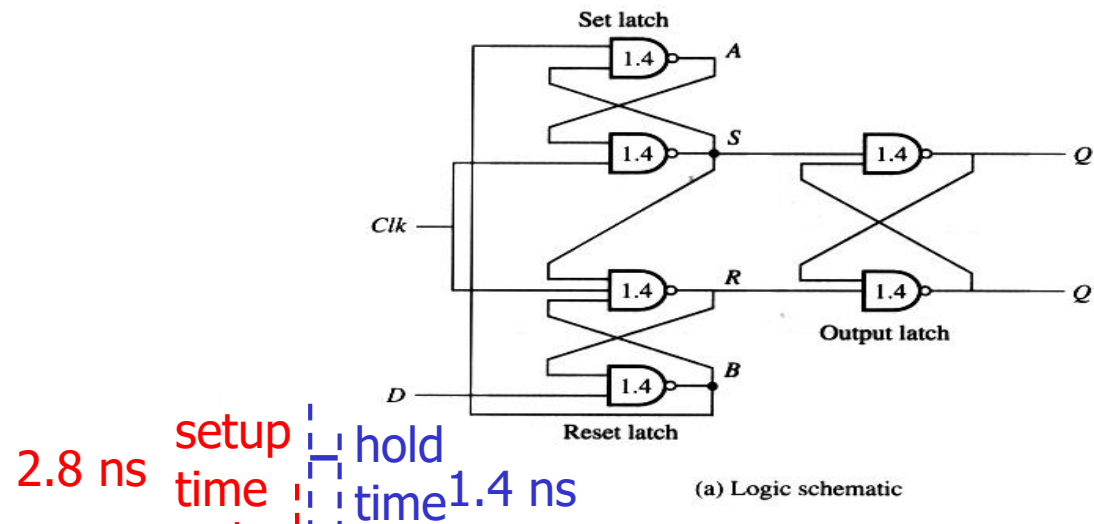 Set latch
1.4
A
1.4
S
1.4
Q
Clk
1.4
R
1.4
Q
Output latch
1.4
B
D
Reset latch
setup
time
2.8 ns
hold
time 1.4 ns
(a) Logic schematic